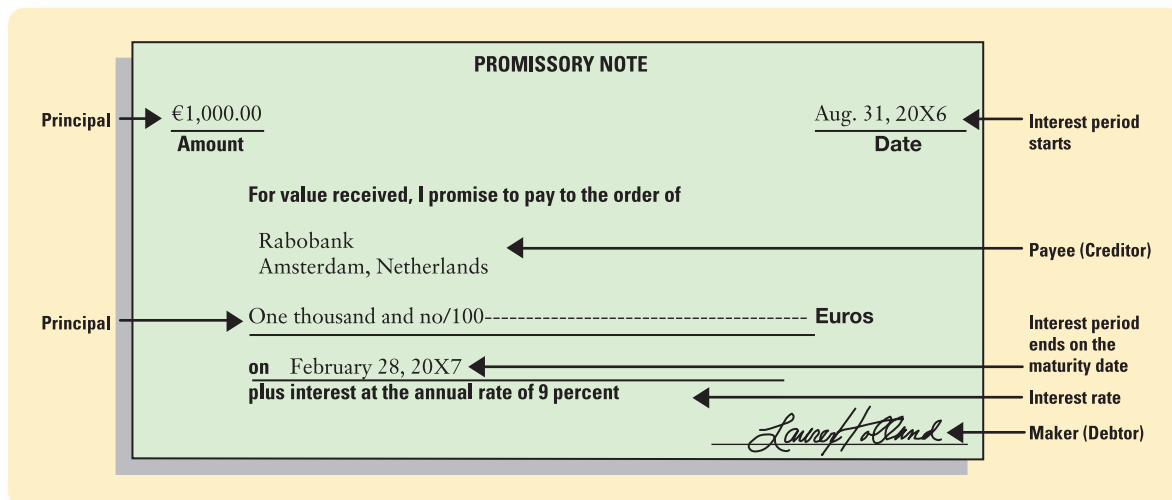 PROMISSORY NOTE
Principal
€1,000.00
Amount
Aug. 31, 20X6
Date
Interest period
starts
For value received, I promise to pay to the order of
Rabobank
Amsterdam, Netherlands
Payee (Creditor)
Principal
One thousand and no/100------------------------------------ Euros
Interest period
ends on the
maturity date
on February 28, 20X7
plus interest at the annual rate of 9 percent
Interest rate
Lauren Holland
Maker (Debtor)